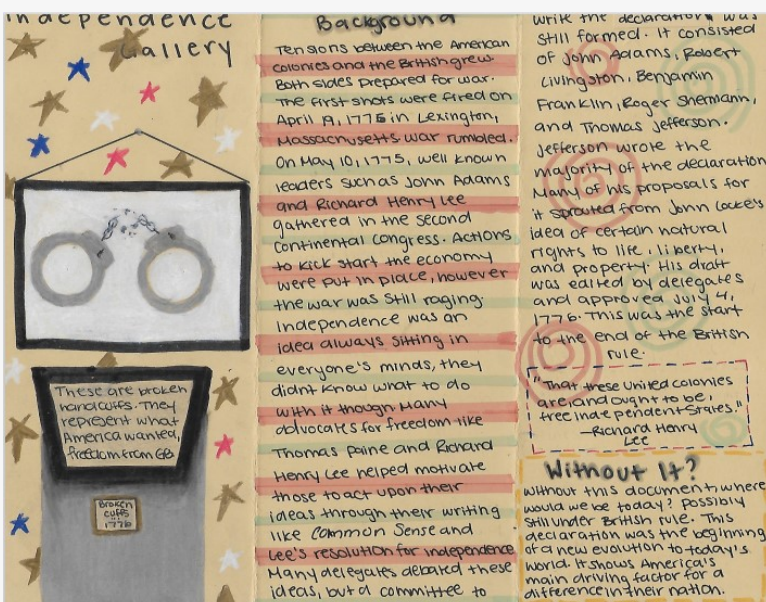 Independence
Gallery
These are broken
handcuffs. They
represent what
America wanted,
freedom from GB
Broken
cuffs
1776
Background
Tensions between the American
colonies and the British grew
Both sides prepared for war.
The first shots were fired on
April 19, 1775 in Lexington,
Massachusetts. war rumbled.
On May 10, 1775, well known
leaders such as John Adams
and Richard Henry Lee
gathered in the second
continental congress. Actions
to kick start the economy
were put in place, however
the war was still raging.
Independence was an
idea always sitting in
everyone's minds, they
didnt know what to do
with it though. Many
advocates for freedom like
Thomas Paine and Richard
Henry Lee helped motivate
those to act upon their
ideas through their writing
like Common Sense and
Lee's resolution for independence
Many delegates debated these
ideas, but a committee to
write the declaration was
still formed. It consisted
of John Adams, Robert
Livingston, Benjamin
Franklin, Roger Shermann,
and Thomas Jefferson.
Jefferson wrote the
majority of the declaration
Many of his proposals for
it sprouted from John Locke's
idea of certain natural
rights to life, liberty,
and property. His draft
was edited by delegates
and approved July 4,
1776. This was the start
to the end of the British
rule.
"That these united colonies
are, and ought to be,
free independent States."
-Richard Henry
Lee
Without It?
Without this document, where
would we be today? Possibly
still under British rule. This
declaration was the beginning
of a new evolution to today's
world. It shows America's
main driving factor for a
difference in their nation.